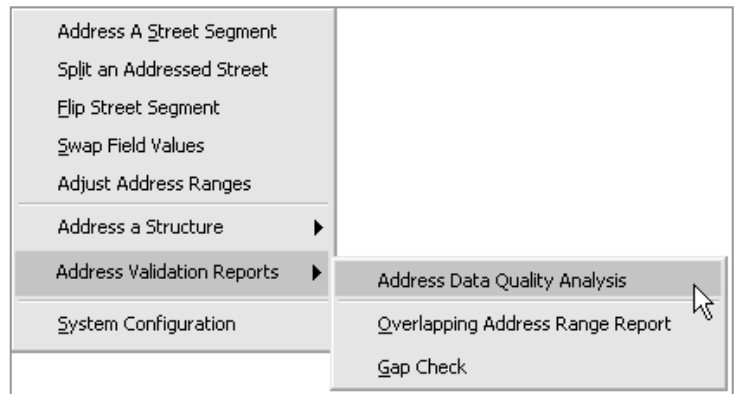 Address A Street Segment
Split an Addressed Street
Flip Street Segment
Swap Field Values
Adjust Address Ranges
Address a Structure
Address Validation Reports
System Configuration
Address Data Quality Analysis
Overlapping Address Range Report
Gap Check